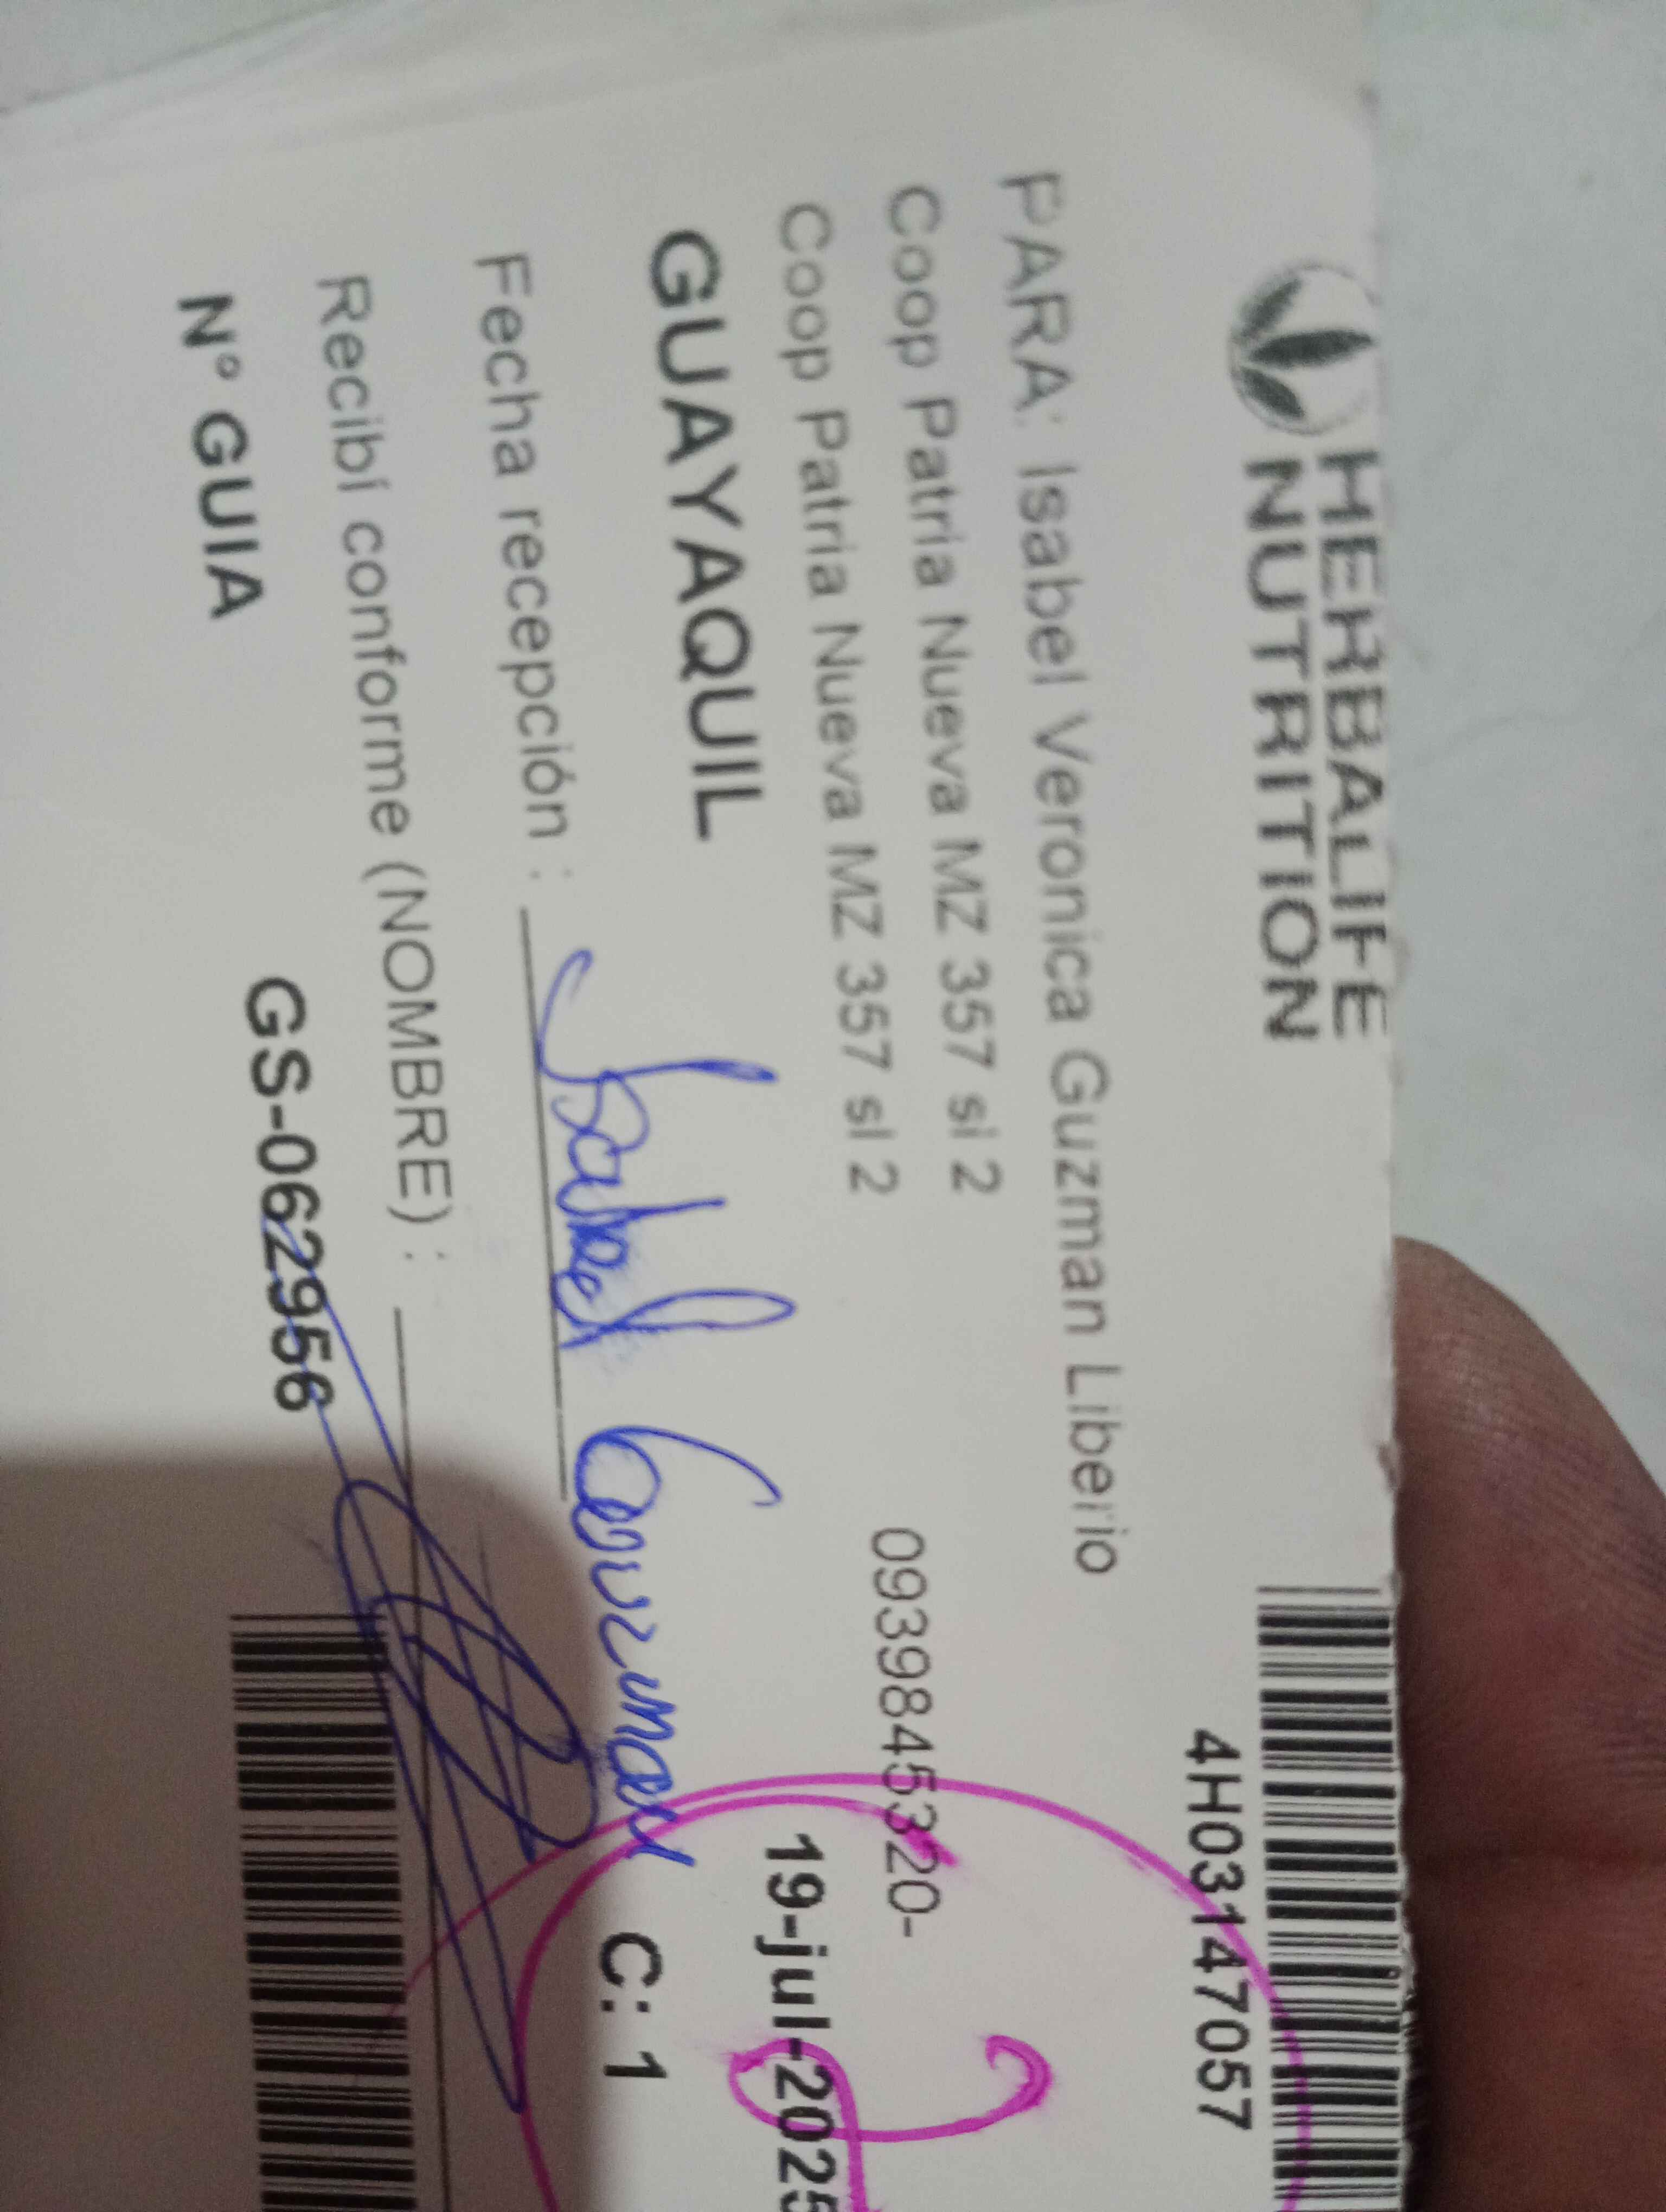 HERBALIFE
NUTRITION
4H03147057
PARA: Isabel Veronica Guzman Liberio
Coop Patria Nueva MZ 357 sl 2
0939845320-
Coop Patria Nueva MZ 357 sl 2
19-jul-2025
GUAYAQUIL
C: 1
Fecha recepción : Isabel Guzman
Recibí conforme (NOMBRE) :
N° GUIA GS-062956